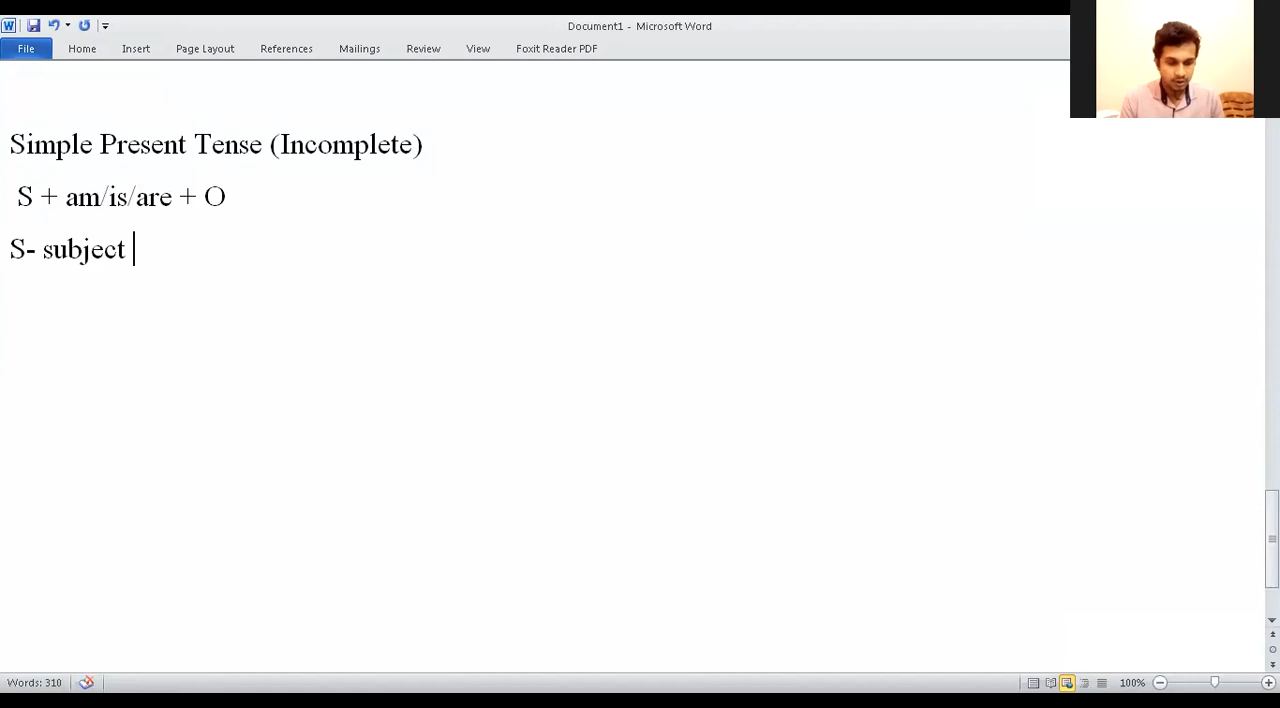 Document1 - Microsoft Word
File Home Insert Page Layout References Mailings Review View Foxit Reader PDF
Simple Present Tense (Incomplete)
S + am/is/are + O
S- subject
Words: 310
100%